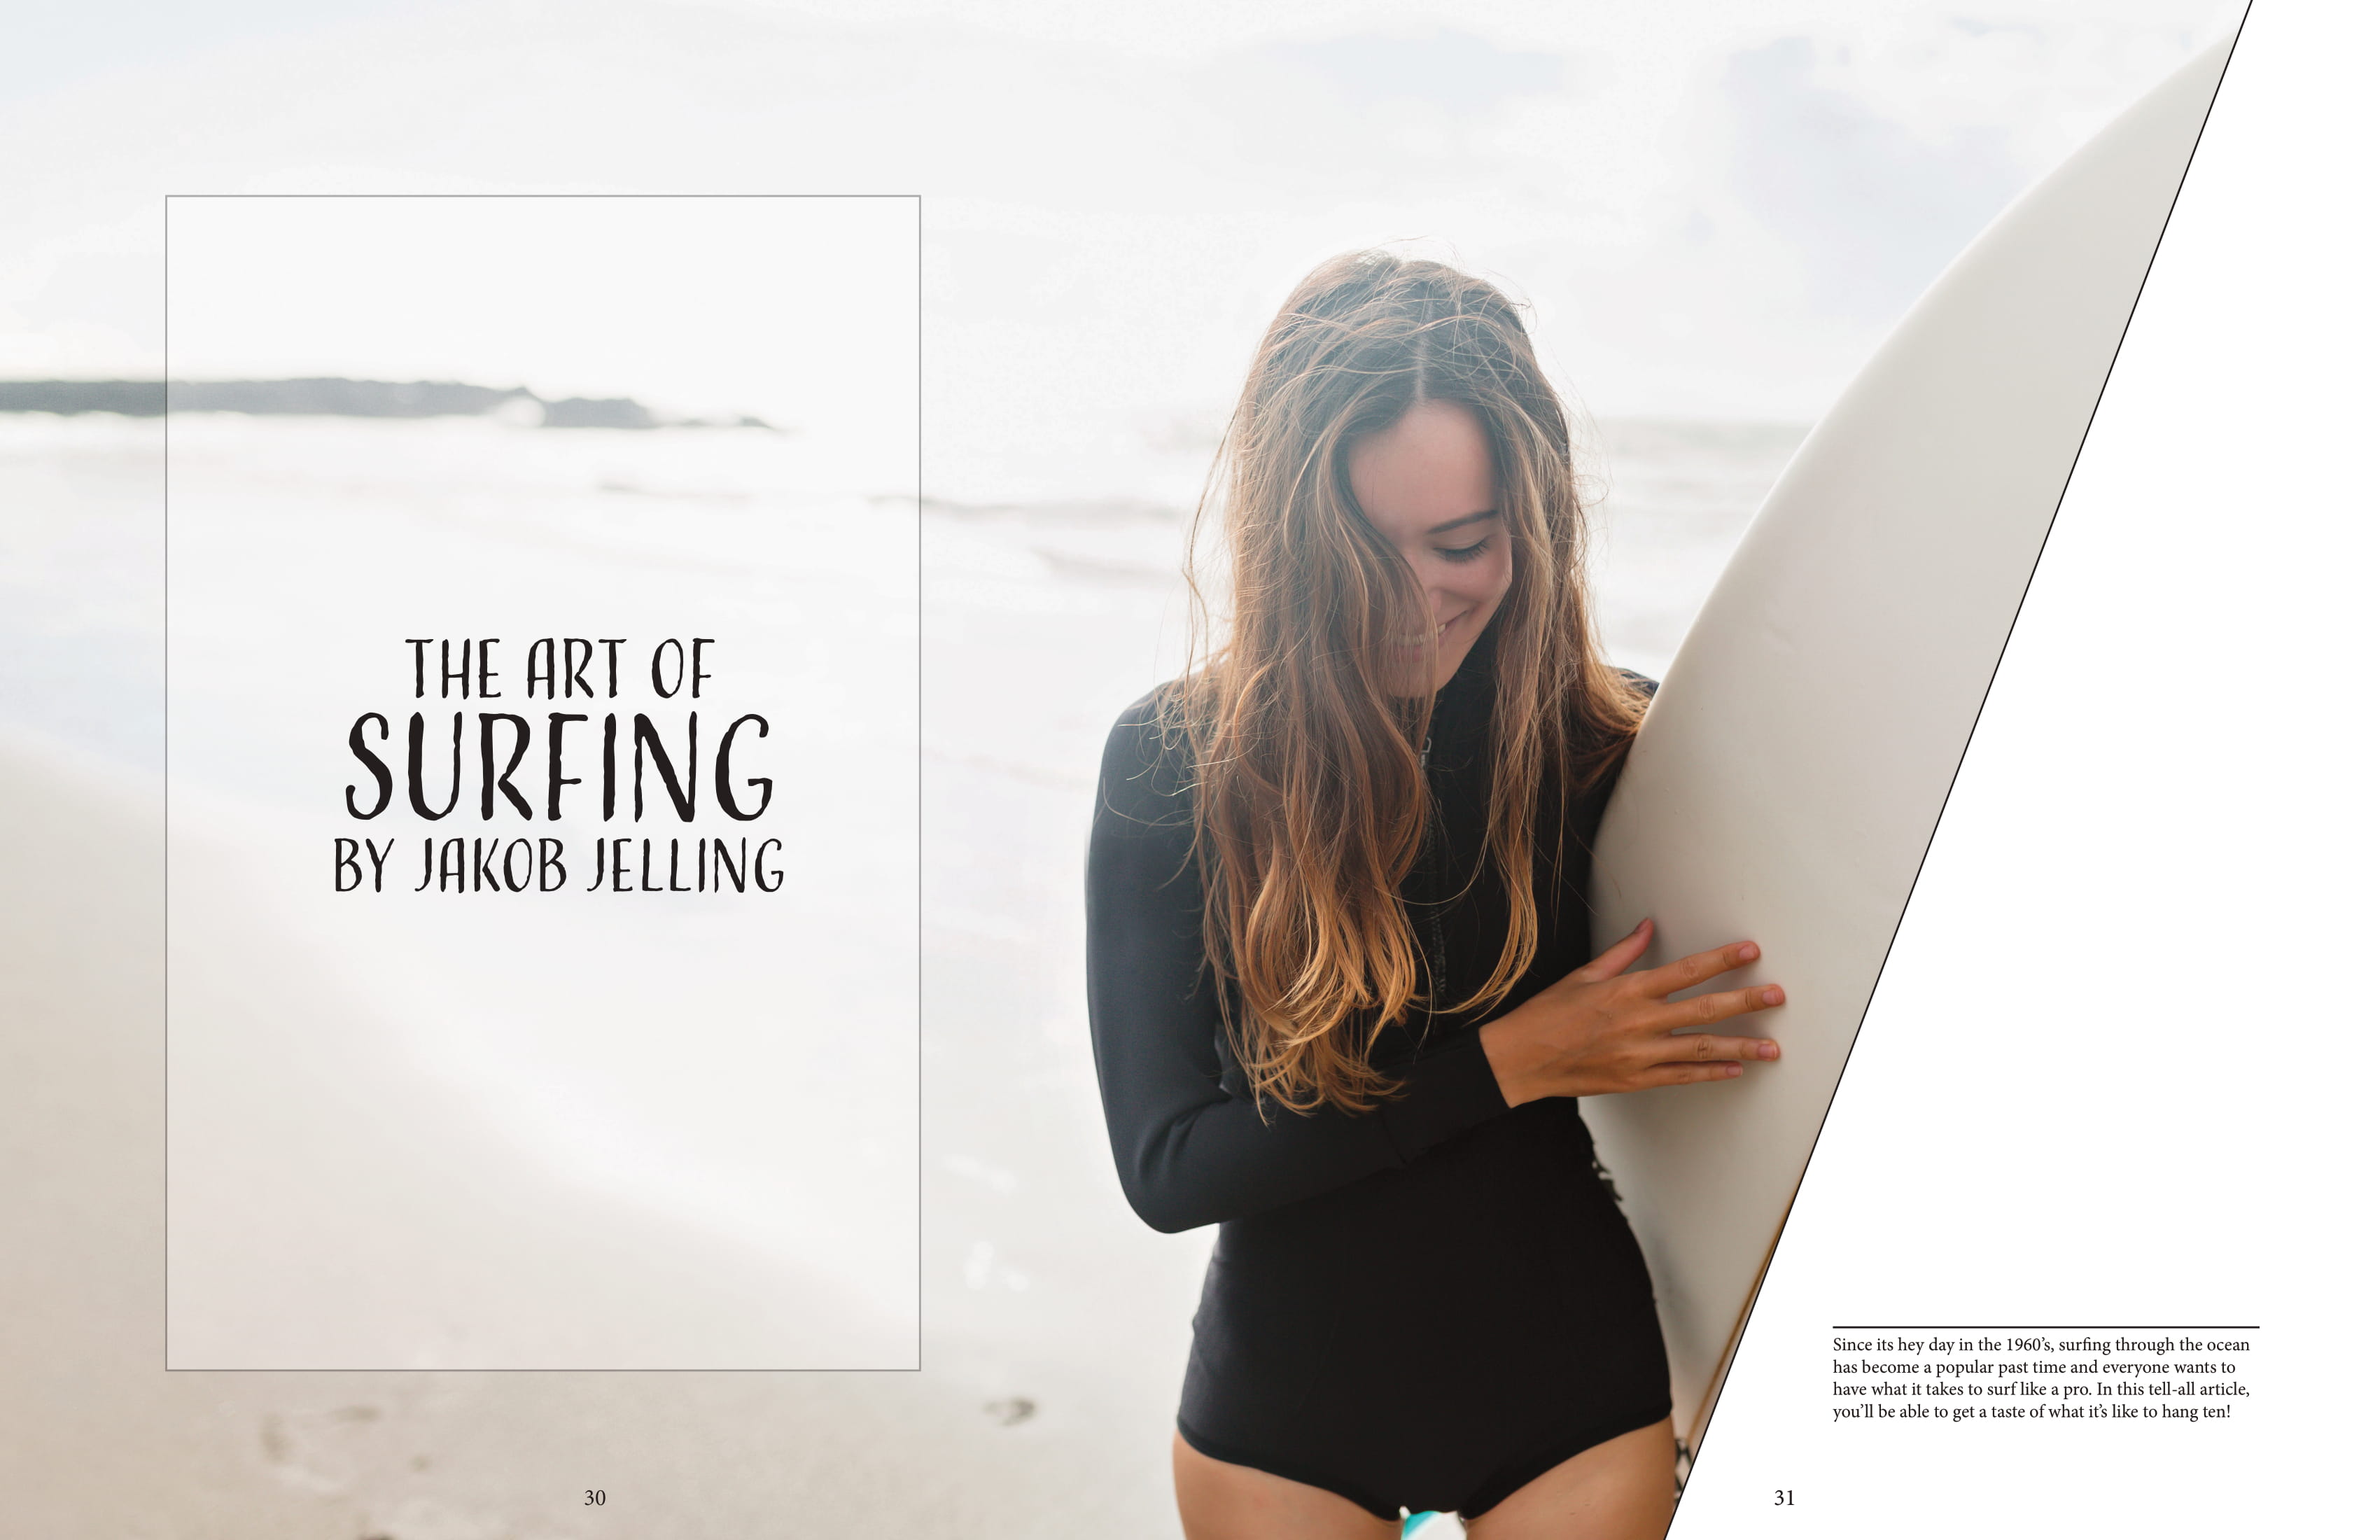 THE ART OF
SURFING
BY JAKOB JELLING
Since its hey day in the 1960’s, surfing through the ocean
has become a popular past time and everyone wants to
have what it takes to surf like a pro. In this tell-all article,
you’ll be able to get a taste of what it’s like to hang ten!
30
31